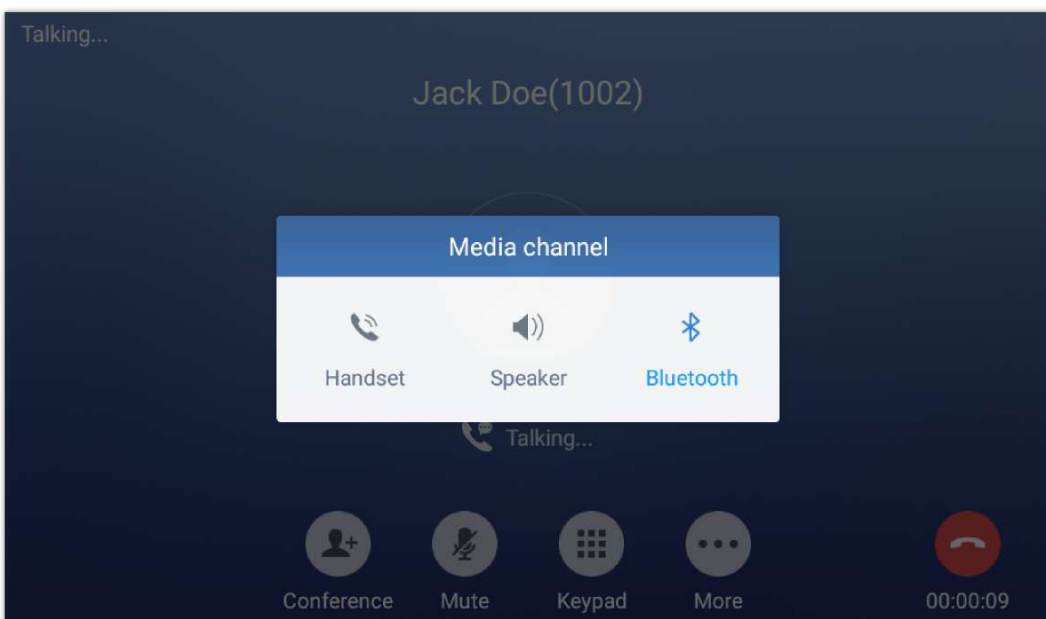 Talking...
Jack Doe(1002)
Media channel
Handset Speaker Bluetooth
Talking...
Conference Mute Keypad More 00:00:09